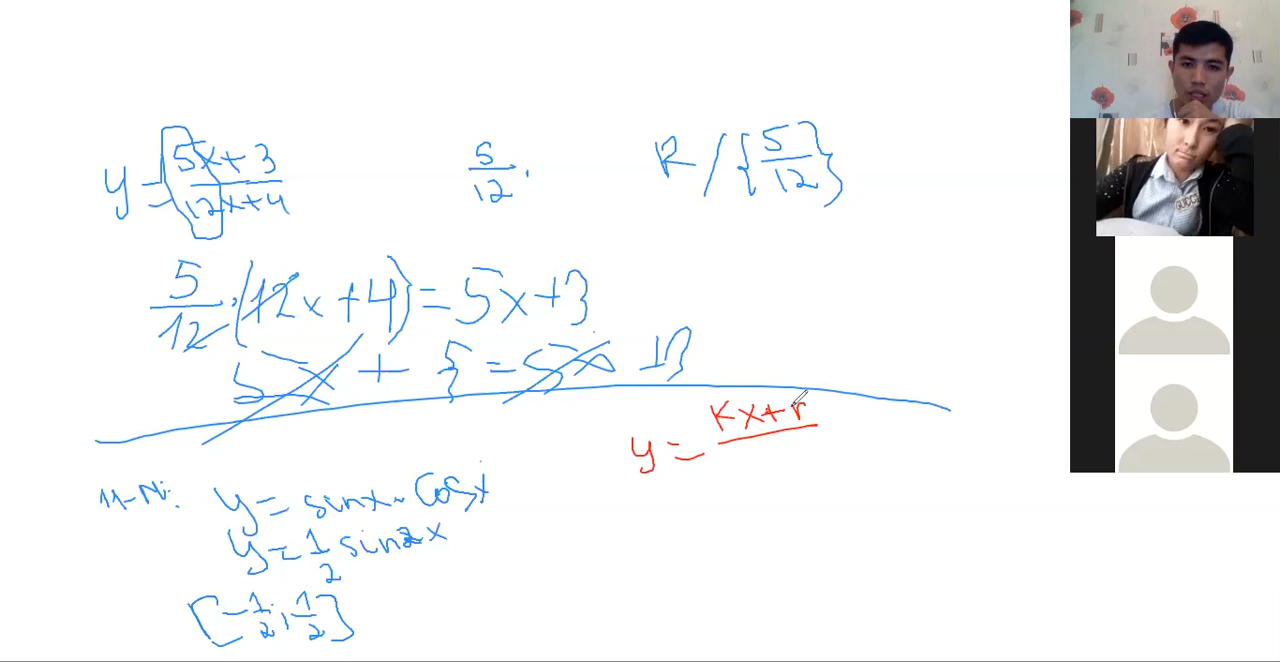 y = 5x+3 / 12x+4
5/12.
R / {5/12}
5/12 · (12x + 4) = 5x+3
5x + 5 = 5x
y = kx+r
y = sinx · cosx
y = 1/2 sin2x
[-1/2; 1/2]
GUCCI